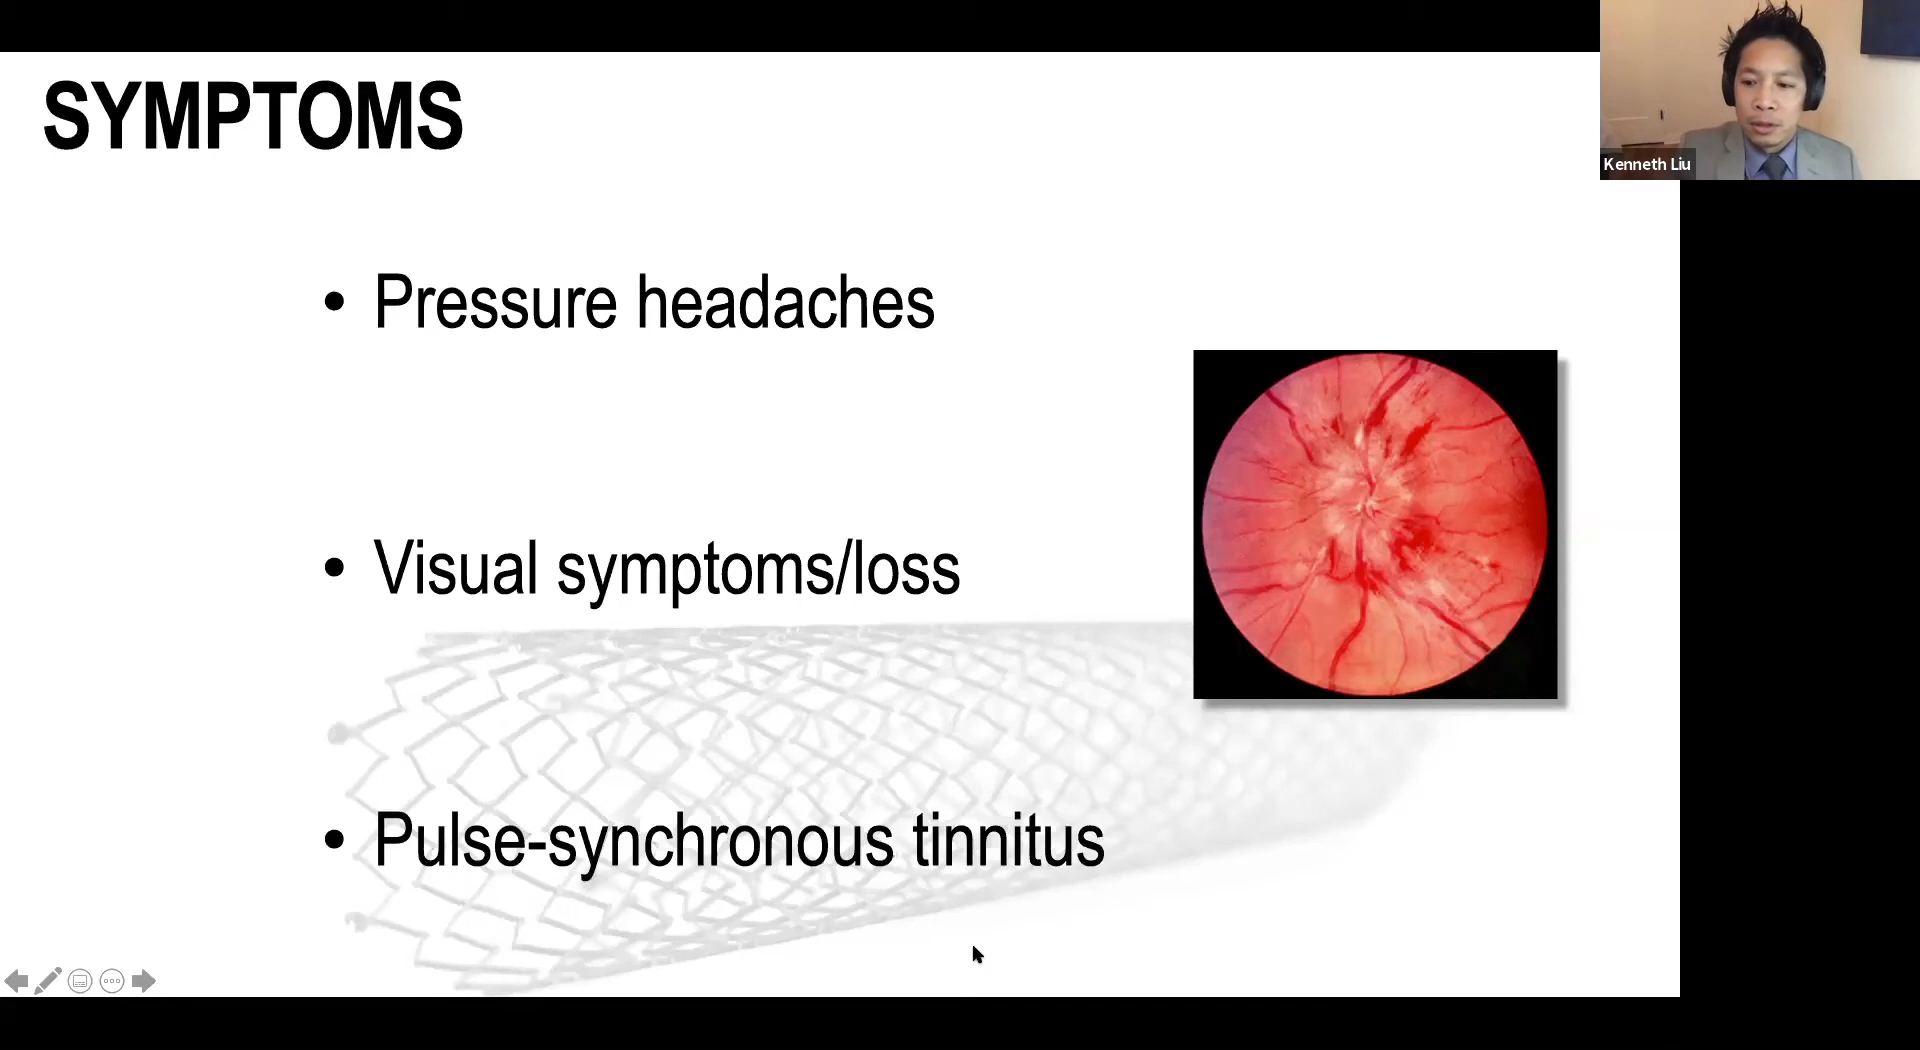 SYMPTOMS
Kenneth Liu
• Pressure headaches
• Visual symptoms/loss
• Pulse-synchronous tinnitus